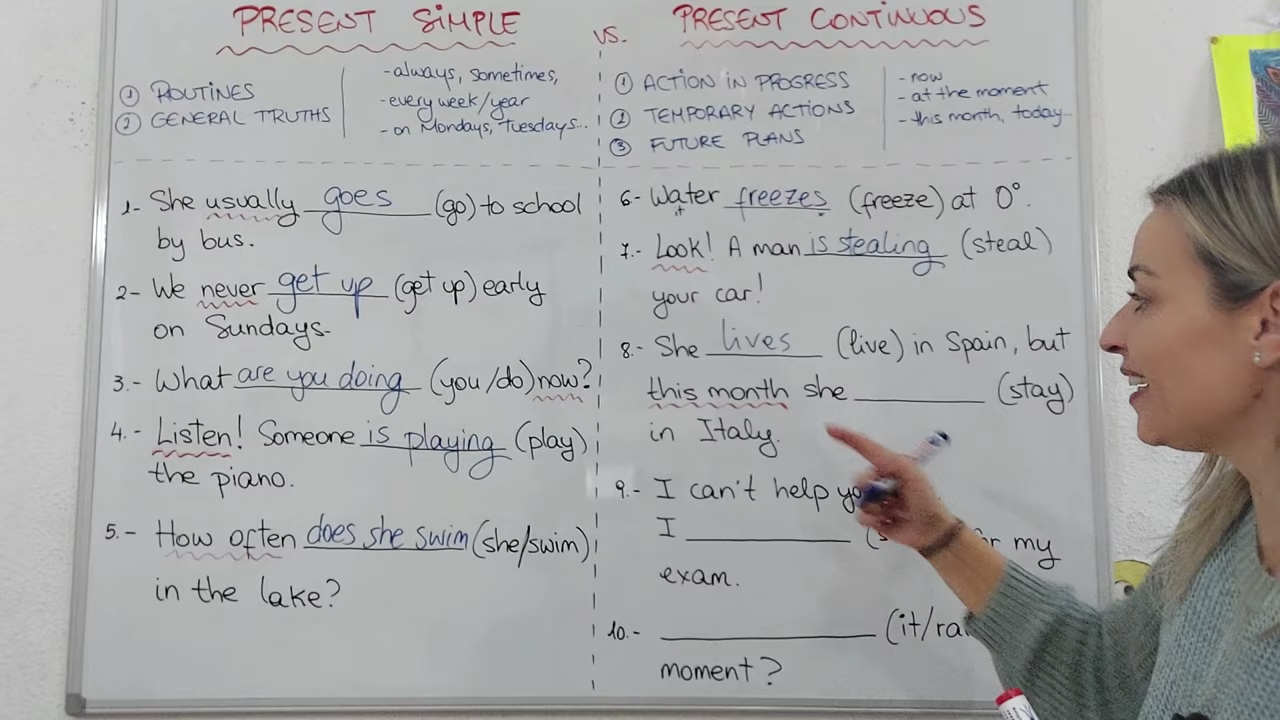 PRESENT SIMPLE vs. PRESENT CONTINUOUS
① ROUTINES
② GENERAL TRUTHS
- always, sometimes,
- every week/year
- on Mondays, Tuesdays...
① ACTION IN PROGRESS
② TEMPORARY ACTIONS
③ FUTURE PLANS
- now
- at the moment
- this month, today...
1- She usually goes (go) to school
by bus.
2- We never get up (get up) early
on Sundays.
3.- What are you doing (you/do) now?
4.- Listen! Someone is playing (play)
the piano.
5.- How often does she swim (she/swim)
in the lake?
6- Water freezes (freeze) at 0°.
it
7.- Look! A man is stealing (steal)
your car!
8.- She lives (live) in Spain, but
this month she __________ (stay)
in Italy.
9.- I can't help
I __________ my
exam.
10.- __________ (it/
moment?